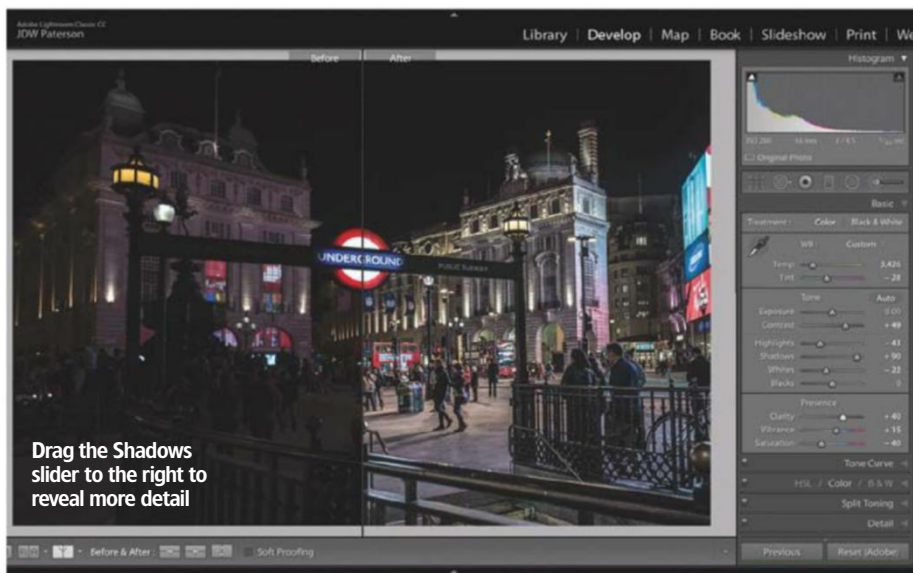 Adobe Lightroom Classic CC
JDW Paterson
Library | Develop | Map | Book | Slideshow | Print | We
Before After
Histogram
ISO 200
Original Photo
Basic
Treatment: Color Black & White
WB: Custom
Temp 3,426
Tint - 28
Tone Auto
Exposure 0.00
Contrast + 49
Highlights - 43
Shadows + 90
Whites - 22
Blacks 0
Presence
Clarity + 40
Vibrance + 15
Saturation - 40
Tone Curve
HSL / Color / B & W
Split Toning
Detail
UNDERGROUND
PUBLIC SUBWAY
Drag the Shadows
slider to the right to
reveal more detail
Before & After: Soft Proofing
Previous Reset (Adobe)